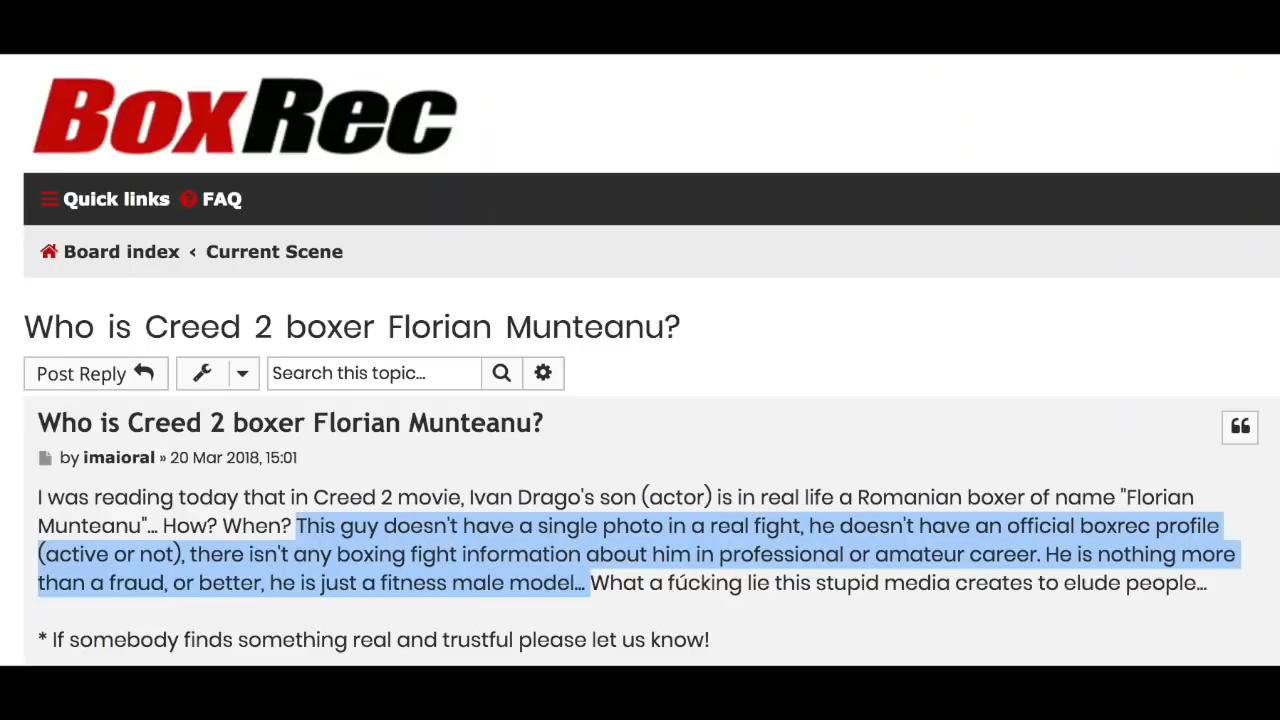 BoxRec
Quick links FAQ
Board index ‹ Current Scene
Who is Creed 2 boxer Florian Munteanu?
Post Reply Search this topic...
Who is Creed 2 boxer Florian Munteanu?
by imaioral » 20 Mar 2018, 15:01
I was reading today that in Creed 2 movie, Ivan Drago's son (actor) is in real life a Romanian boxer of name "Florian
Munteanu"... How? When? This guy doesn't have a single photo in a real fight, he doesn't have an official boxrec profile
(active or not), there isn't any boxing fight information about him in professional or amateur career. He is nothing more
than a fraud, or better, he is just a fitness male model... What a fúcking lie this stupid media creates to elude people...
* If somebody finds something real and trustful please let us know!